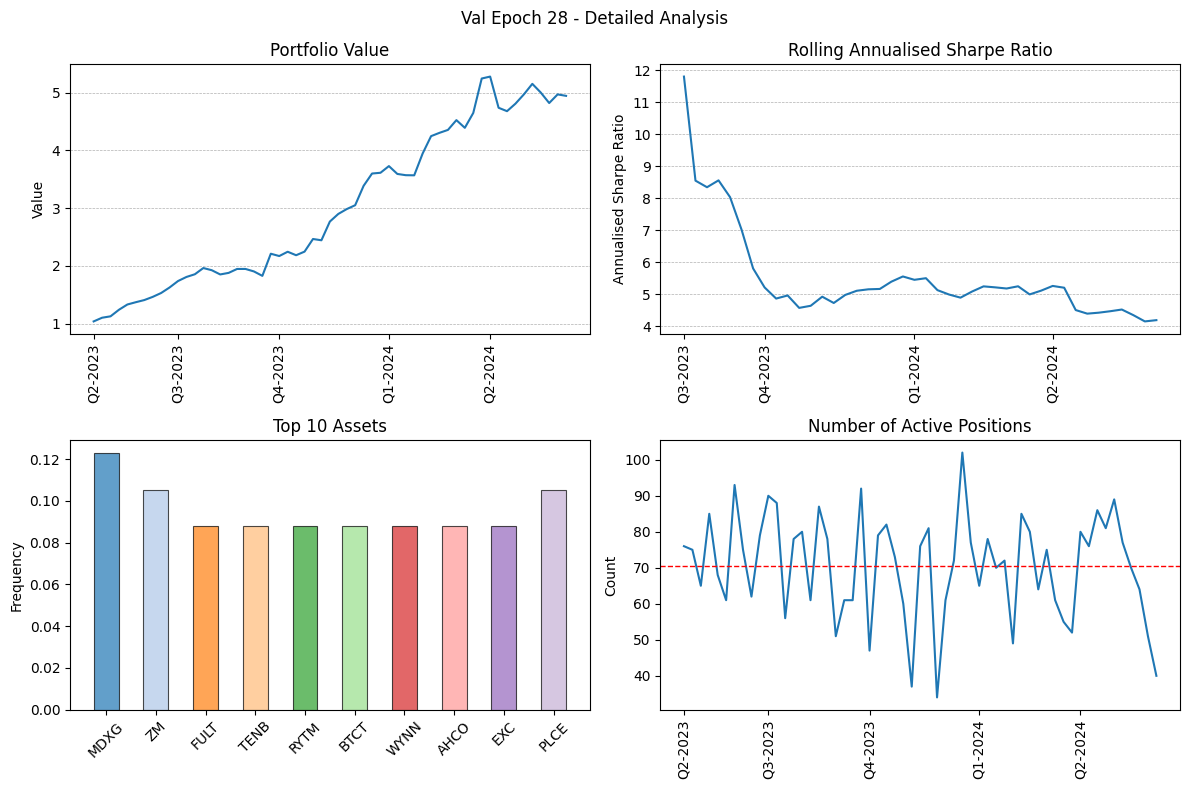 Val Epoch 28 - Detailed Analysis
Portfolio Value
Value
5
4
3
2
1
Q2-2023
Q3-2023
Q4-2023
Q1-2024
Q2-2024
Rolling Annualised Sharpe Ratio
Annualised Sharpe Ratio
12
11
10
9
8
7
6
5
4
Q3-2023
Q4-2023
Q1-2024
Q2-2024
Top 10 Assets
Frequency
0.12
0.10
0.08
0.06
0.04
0.02
0.00
MDXG
ZM
FULT
TENB
RYTM
BTCT
WYNN
AHCO
EXC
PLCE
Number of Active Positions
Count
100
90
80
70
60
50
40
Q2-2023
Q3-2023
Q4-2023
Q1-2024
Q2-2024